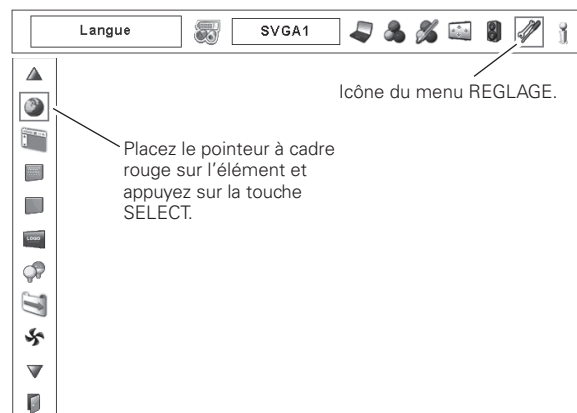 Langue
SVGA1
Icône du menu REGLAGE.
Placez le pointeur à cadre
rouge sur l'élément et
appuyez sur la touche
SELECT.
LOGO